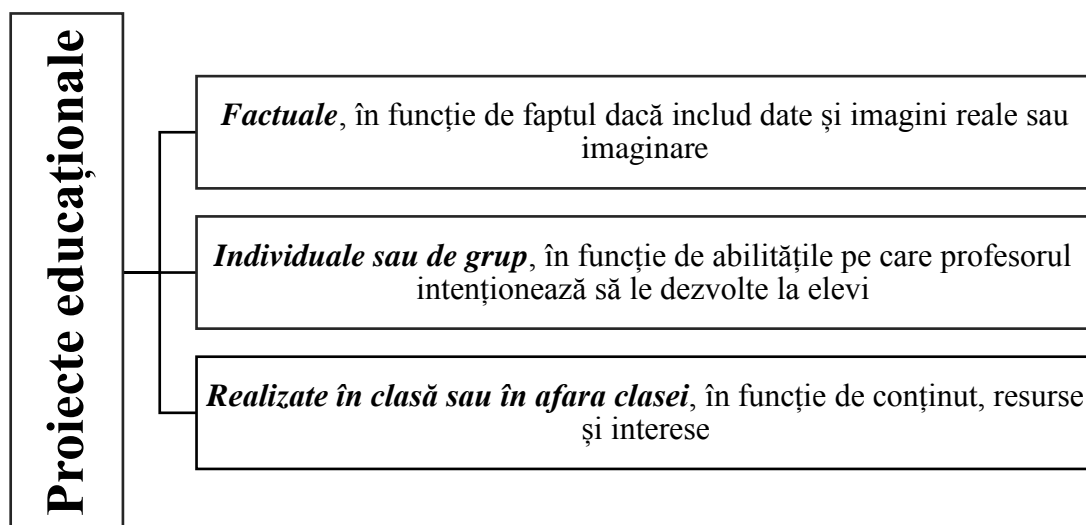 Proiecte educaționale
Factuale, în funcție de faptul dacă includ date și imagini reale sau
imaginare
Individuale sau de grup, în funcție de abilitățile pe care profesorul
intenționează să le dezvolte la elevi
Realizate în clasă sau în afara clasei, în funcție de conținut, resurse
și interese